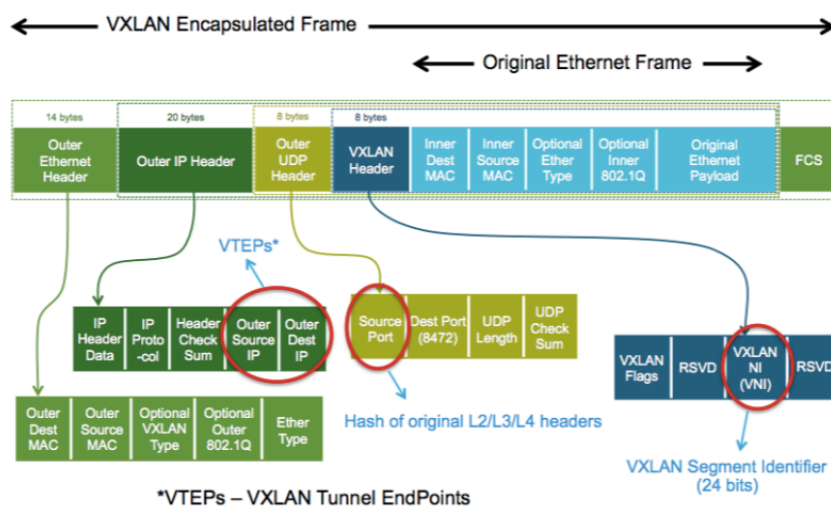 VXLAN Encapsulated Frame
Original Ethernet Frame
14 bytes
20 bytes
8 bytes
8 bytes
Outer
Ethernet
Header
Outer IP Header
Outer
UDP
Header
VXLAN
Header
Inner
Dest
MAC
Inner
Source
MAC
Optional
Ether
Type
Optional
Inner
802.1Q
Original
Ethernet
Payload
FCS
VTEPs*
IP
Header
Data
IP
Proto
-col
Header
Check
Sum
Outer
Source
IP
Outer
Dest
IP
Source
Port
Dest Port
(8472)
UDP
Length
UDP
Check
Sum
VXLAN
Flags
RSVD
VXLAN
NI
(VNI)
RSVD
Outer
Dest
MAC
Outer
Source
MAC
Optional
VXLAN
Type
Optional
Outer
802.1Q
Ether
Type
Hash of original L2/L3/L4 headers
VXLAN Segment Identifier
(24 bits)
*VTEPs – VXLAN Tunnel EndPoints